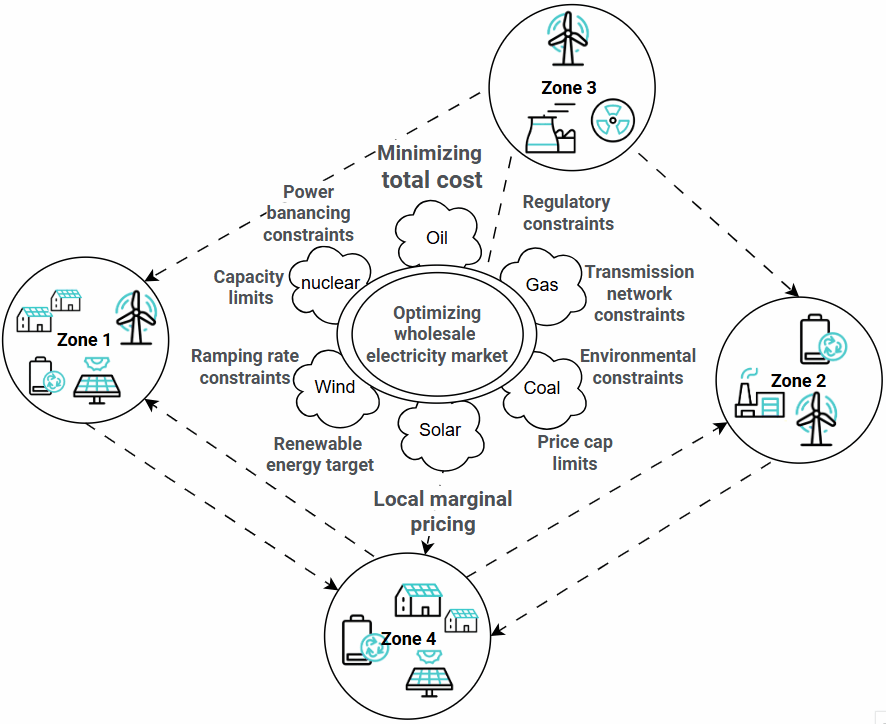 Zone 3
Minimizing
total cost
Power
banancing
constraints
Regulatory
constraints
Oil
Capacity
limits
nuclear
Gas
Transmission
network
constraints
Optimizing
wholesale
electricity market
Zone 1
Ramping rate
constraints
Wind
Environmental
constraints
Coal
Zone 2
Solar
Renewable
energy target
Price cap
limits
Local marginal
pricing
Zone 4